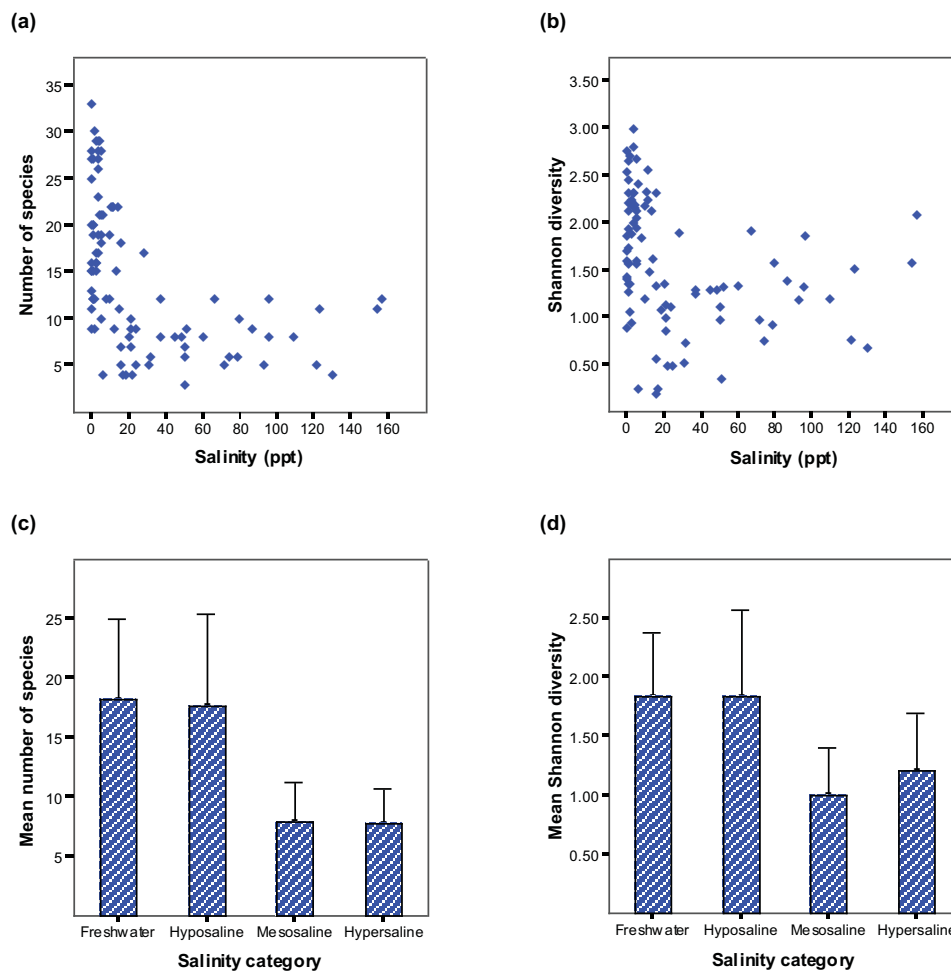 (a)
Number of species
35
30
25
20
15
10
5
0 20 40 60 80 100 120 140 160
Salinity (ppt)
(b)
Shannon diversity
3.50
3.00
2.50
2.00
1.50
1.00
0.50
0 20 40 60 80 100 120 140 160
Salinity (ppt)
(c)
Mean number of species
25
20
15
10
5
Freshwater Hyposaline Mesosaline Hypersaline
Salinity category
(d)
Mean Shannon diversity
2.50
2.00
1.50
1.00
0.50
Freshwater Hyposaline Mesosaline Hypersaline
Salinity category